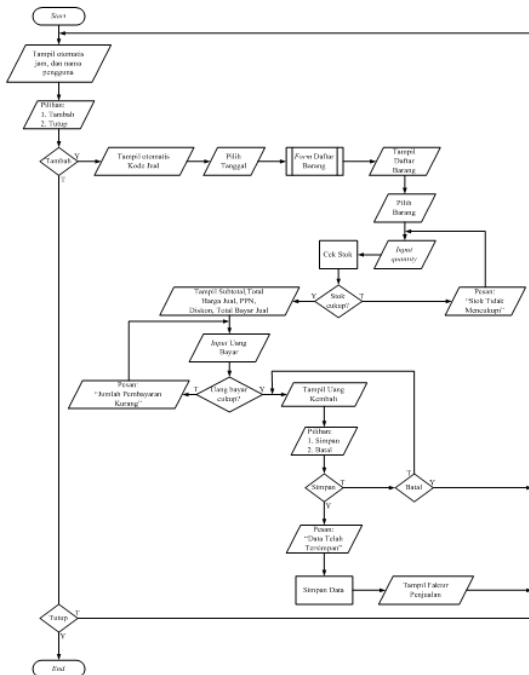 Start
Tampil otomatis
jam, dan nama
pengguna
Pilihan:
1. Tambah
2. Tutup
Tambah
Y
T
Tampil otomatis
Kode Jual
Pilih
Tanggal
Form Daftar
Barang
Tampil
Daftar
Barang
Pilih
Barang
Input
quantity
Cek Stok
Stok
cukup?
Y
T
Pesan:
"Stok Tidak
Mencukupi"
Tampil Subtotal,Total
Harga Jual, PPN,
Diskon, Total Bayar Jual
Input Uang
Bayar
Uang bayar
cukup?
T
Y
Pesan:
"Jumlah Pembayaran
Kurang"
Tampil Uang
Kembali
Pilihan:
1. Simpan
2. Batal
Simpan
T
Y
Batal
T
Y
Pesan:
"Data Telah
Tersimpan"
Simpan Data
Tampil Faktur
Penjualan
Tutup
T
Y
End